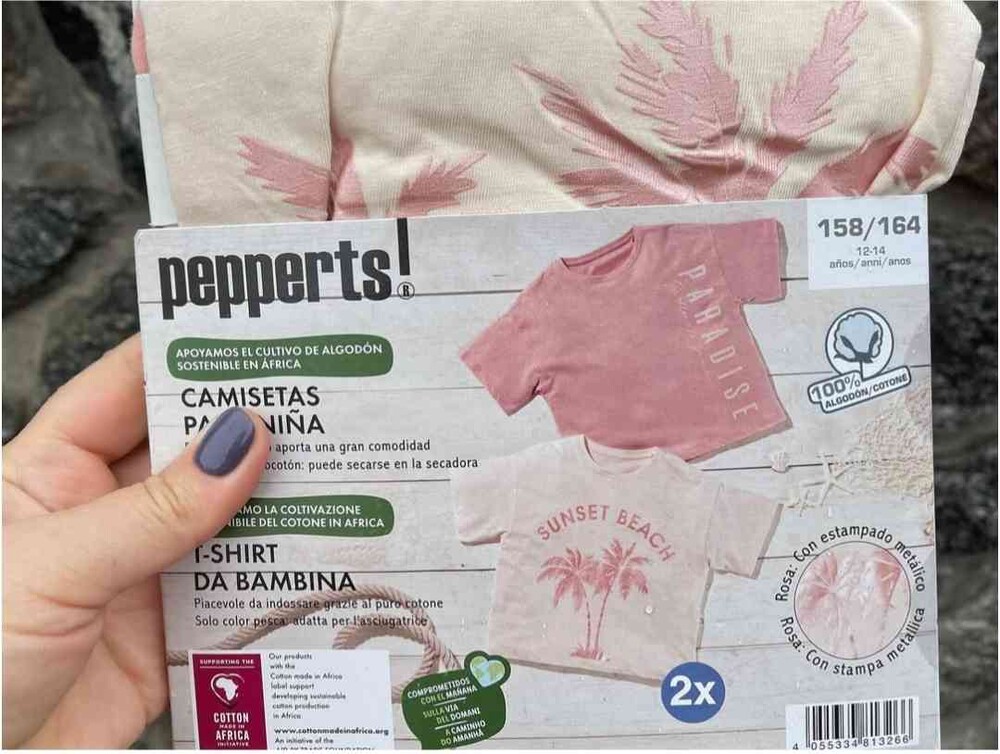 pepperts!®
158/164
12-14
años/anni/anos
APOYAMOS EL CULTIVO DE ALGODÓN
SOSTENIBLE EN ÁFRICA
CAMISETAS
NIÑA
aporta una gran comodidad
puede secarse en la secadora
LA COLTIVAZIONE
DEL COTONE IN AFRICA
T-SHIRT
DA BAMBINA
Piacevole da indossare grazie al puro cotone
Solo color pesca: adatta per l'asciugatrice
PARADISE
100%
ALGODÓN/COTONE
SUNSET BEACH
Rosa: Con estampado metálico
Rosa: Con stampa metallica
2x
SUPPORTING THE
COTTON
MADE IN
AFRICA
INITIATIVE
Our products
with the
Cotton made in Africa
label support
developing sustainable
cotton production
in Africa
www.cottonmadeinafrica.org
An initiative of the
COMPROMETIDOS
CON EL MAÑANA
SULLA VIA
DEL DOMANI
A CAMINHO
DO AMANHÃ
4 055334 813266